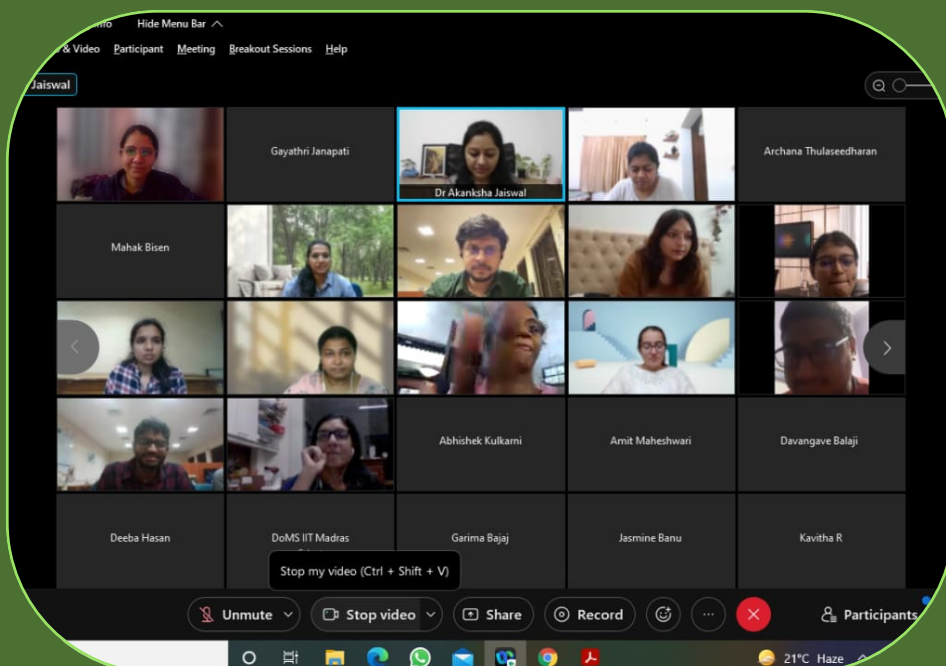 Hide Menu Bar
& Video Participant Meeting Breakout Sessions Help
Jaiswal
Gayathri Janapati
Dr Akanksha Jaiswal
Archana Thulaseedharan
Mahak Bisen
Abhishek Kulkarni
Amit Maheshwari
Davangave Balaji
Deeba Hasan
DoMS IIT Madras
Garima Bajaj
Jasmine Banu
Kavitha R
Stop my video (Ctrl + Shift + V)
Unmute
Stop video
Share
Record
Participants
21°C Haze